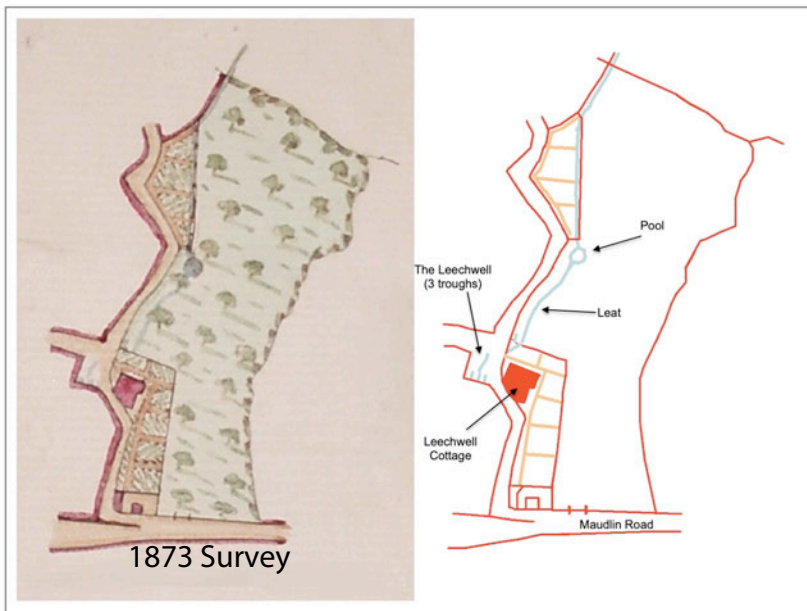 1873 Survey
Pool
The Leechwell
(3 troughs)
Leat
Leechwell
Cottage
Maudlin Road